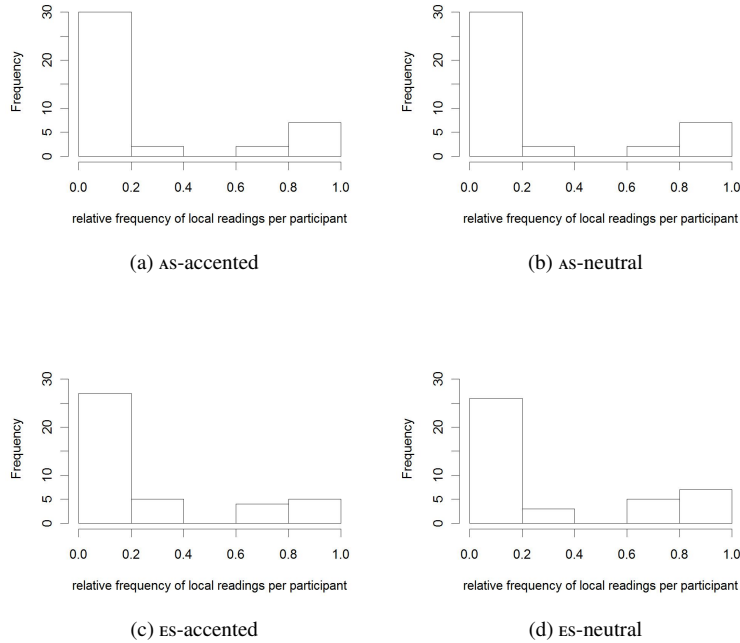 Frequency
0 5 10 20 30
0.0 0.2 0.4 0.6 0.8 1.0
relative frequency of local readings per participant
(a) AS-accented
Frequency
0 5 10 20 30
0.0 0.2 0.4 0.6 0.8 1.0
relative frequency of local readings per participant
(b) AS-neutral
Frequency
0 5 10 20 30
0.0 0.2 0.4 0.6 0.8 1.0
relative frequency of local readings per participant
(c) ES-accented
Frequency
0 5 10 20 30
0.0 0.2 0.4 0.6 0.8 1.0
relative frequency of local readings per participant
(d) ES-neutral